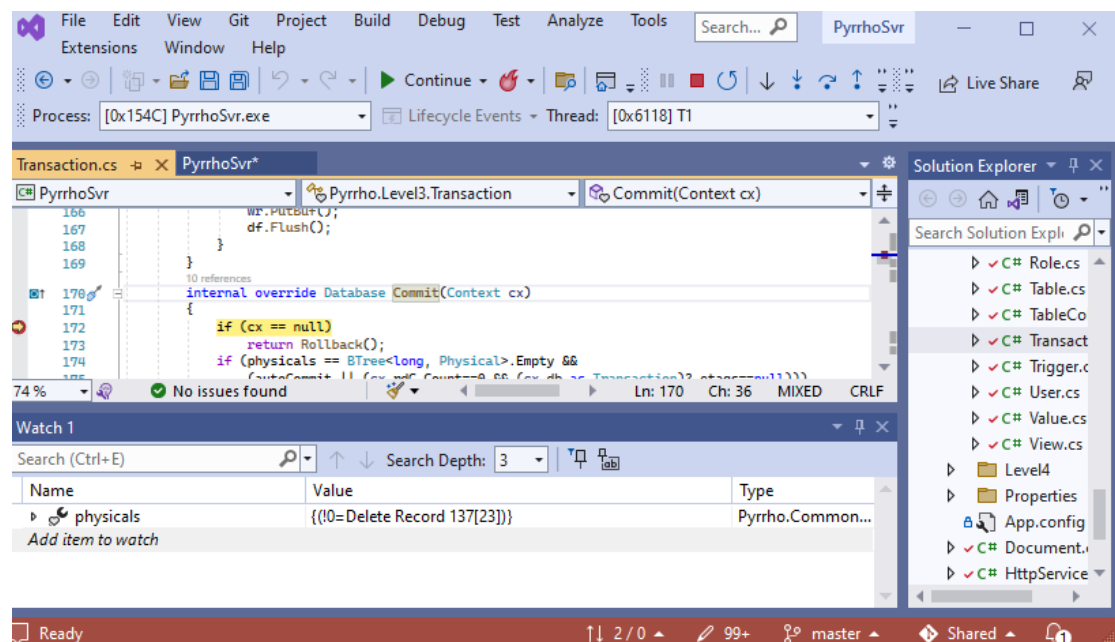 File Edit View Git Project Build Debug Test Analyze Tools Search... PyrrhoSvr
Extensions Window Help
Continue Live Share
Process: [0x154C] PyrrhoSvr.exe Lifecycle Events Thread: [0x6118] T1
Transaction.cs PyrrhoSvr*
Solution Explorer
C# PyrrhoSvr Pyrrho.Level3.Transaction Commit(Context cx)
Search Solution Expl
166 wr.PutBuf();
167 df.Flush();
168 }
169 }
10 references
170 internal override Database Commit(Context cx)
171 {
172 if (cx == null)
173 return Rollback();
174 if (physicals == BTree<long, Physical>.Empty &&
C# Role.cs
C# Table.cs
C# TableCo
C# Transact
C# Trigger.c
C# User.cs
C# Value.cs
C# View.cs
Level4
Properties
App.config
C# Document.
C# HttpService
74 % No issues found Ln: 170 Ch: 36 MIXED CRLF
Watch 1
Search (Ctrl+E) Search Depth: 3
Name Value Type
physicals {(!0=Delete Record 137[23])} Pyrrho.Common...
Add item to watch
Ready 2 / 0 99+ master Shared 1